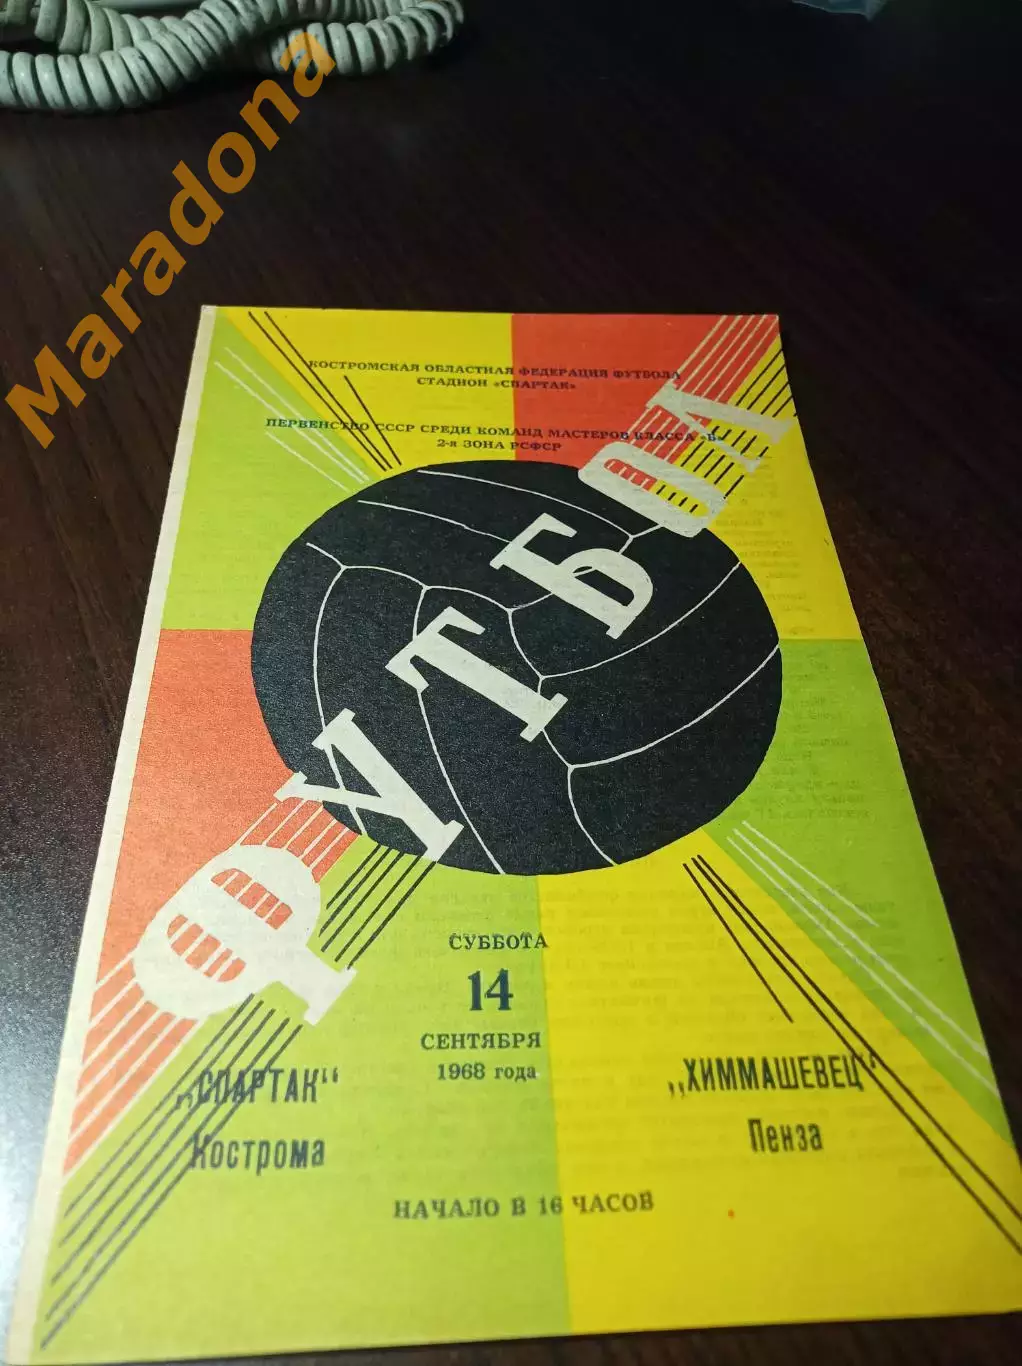 Maradona
КОСТРОМСКАЯ ОБЛАСТНАЯ ФЕДЕРАЦИЯ ФУТБОЛА
СТАДИОН «СПАРТАК»
ПЕРВЕНСТВО СССР СРЕДИ КОМАНД МАСТЕРОВ КЛАССА «Б»
2-я ЗОНА РСФСР
ФУТБОЛ
СУББОТА
14
СЕНТЯБРЯ
1968 года
„СПАРТАК“
Кострома
„ХИММАШЕВЕЦ“
Пенза
НАЧАЛО В 16 ЧАСОВ